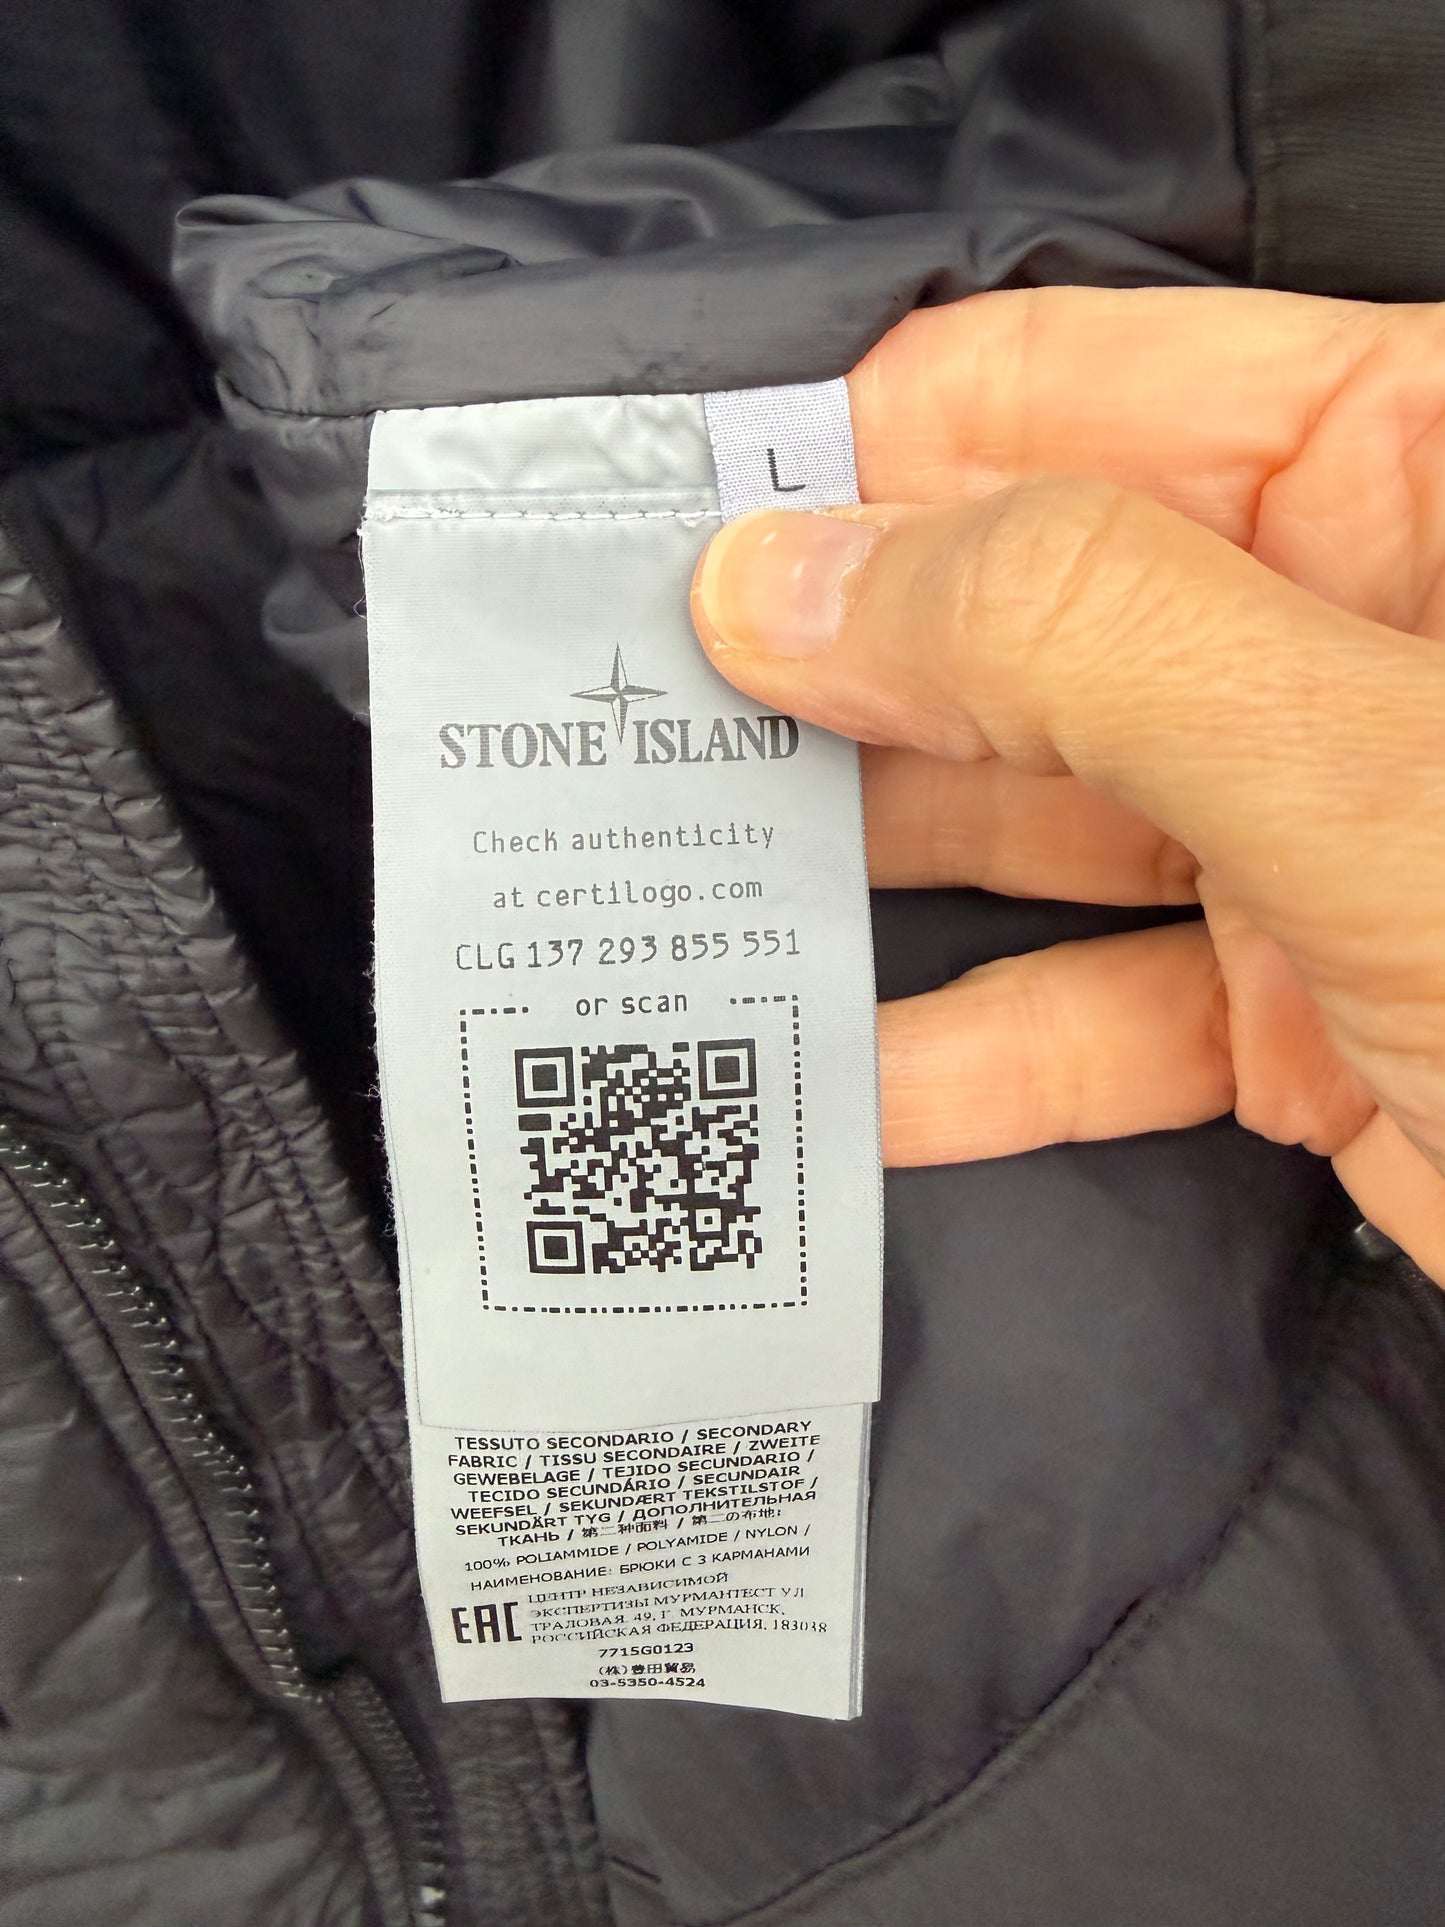 L
STONE ISLAND
Check authenticity
at certilogo.com
CLG 137 293 855 551
or scan
TESSUTO SECONDARIO / SECONDARY
FABRIC / TISSU SECONDAIRE / ZWEITE
GEWEBELAGE / TEJIDO SECUNDARIO /
TECIDO SECUNDÁRIO / SECUNDAIR
WEEFSEL / SEKUNDÆRT TEKSTILSTOF /
SEKUNDÄRT TYG / ДОПОЛНИТЕЛЬНАЯ
ТКАНЬ / 第二种面料 / 第二の布地:
100% POLIAMMIDE / POLYAMIDE / NYLON /
НАИМЕНОВАНИЕ: БРЮКИ С 3 КАРМАНАМИ
EAC
ЦЕНТР НЕЗАВИСИМОЙ
ЭКСПЕРТИЗЫ МУРМАНТЕСТ УЛ
ТРАЛОВАЯ, 49, Г. МУРМАНСК,
РОССИЙСКАЯ ФЕДЕРАЦИЯ, 183038
7715G0123
(株)豊田貿易
03-5350-4524